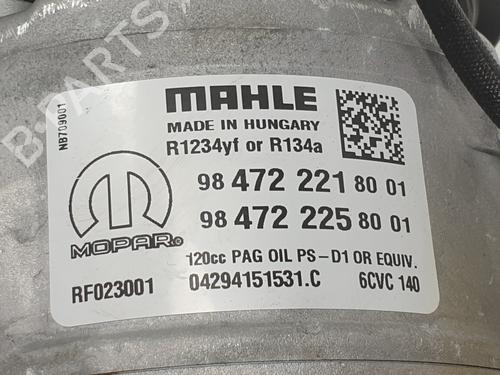 MAHLE
MADE IN HUNGARY
R1234yf or R134a
NB709001
98 472 221 80 01
98 472 225 80 01
MOPAR®
120cc PAG OIL PS-D1 OR EQUIV.
RF023001 04294151531.C 6CVC 140
B-PARTS